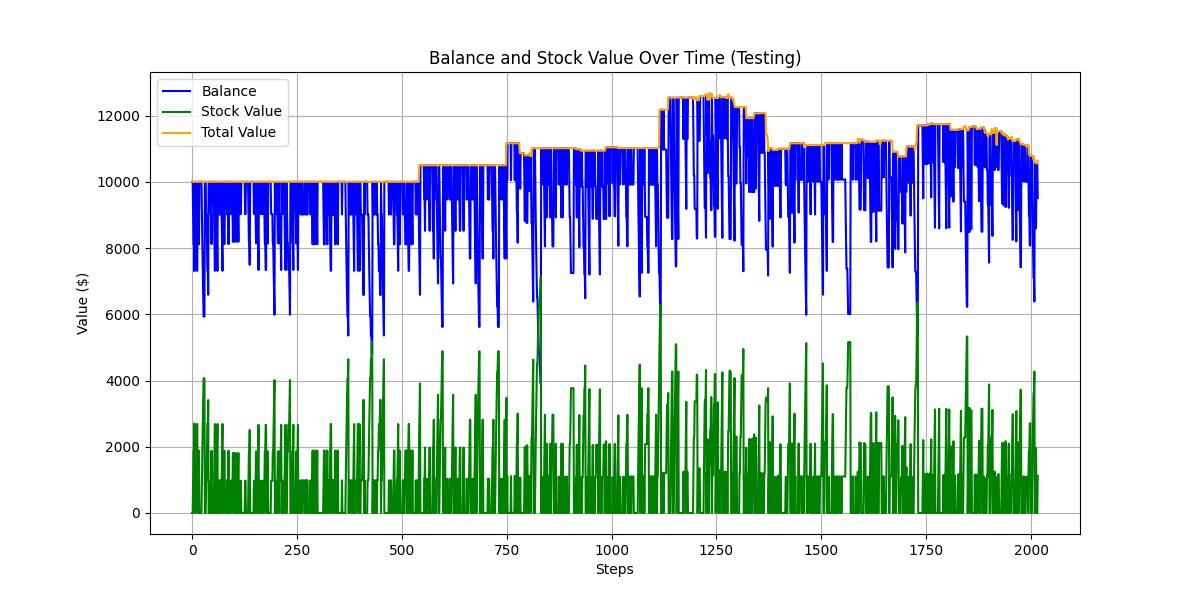 Balance and Stock Value Over Time (Testing)
Balance
Stock Value
Total Value
12000
10000
8000
6000
4000
2000
0
Value ($)
0 250 500 750 1000 1250 1500 1750 2000
Steps